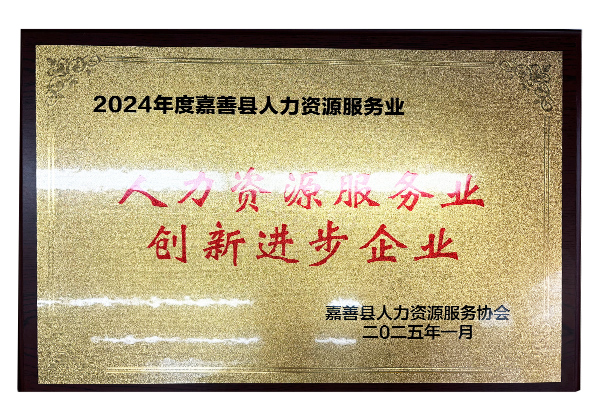 2024年度嘉善县人力资源服务业
人力资源服务业
创新进步企业
嘉善县人力资源服务协会
二〇二五年一月